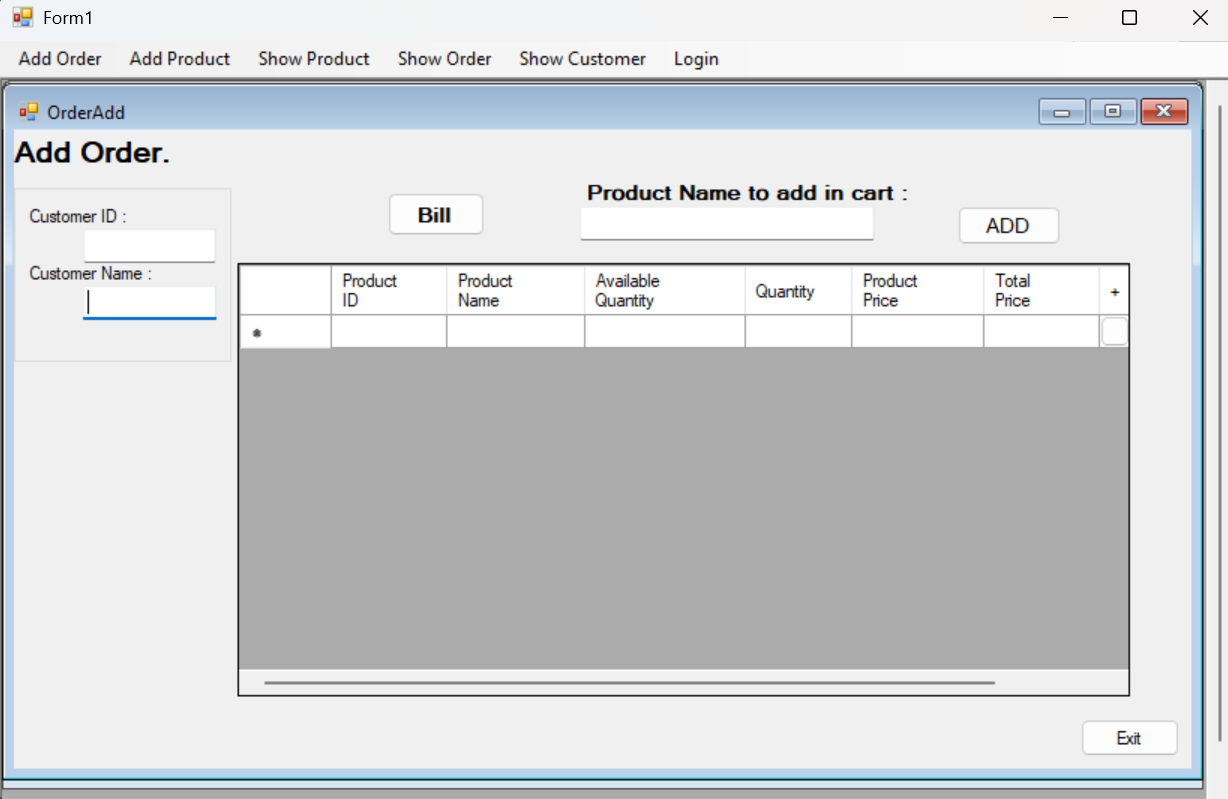 Form1
Add Order Add Product Show Product Show Order Show Customer Login
OrderAdd
Add Order.
Customer ID :
Customer Name :
Bill
Product Name to add in cart :
ADD
Product ID
Product Name
Available Quantity
Quantity
Product Price
Total Price
+
*
Exit